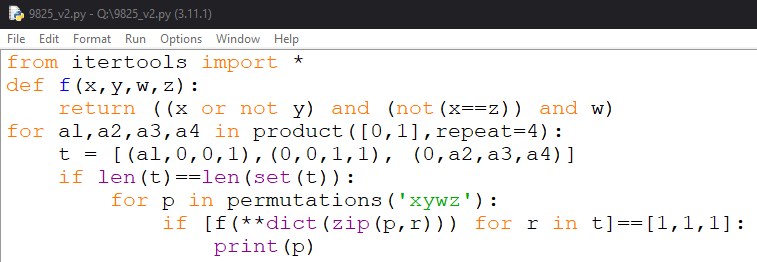 9825_v2.py - Q:\9825_v2.py (3.11.1)
File Edit Format Run Options Window Help
from itertools import *
def f(x,y,w,z):
    return ((x or not y) and (not(x==z)) and w)
for a1,a2,a3,a4 in product([0,1],repeat=4):
    t = [(a1,0,0,1),(0,0,1,1), (0,a2,a3,a4)]
    if len(t)==len(set(t)):
        for p in permutations('xywz'):
            if [f(**dict(zip(p,r))) for r in t]==[1,1,1]:
                print(p)